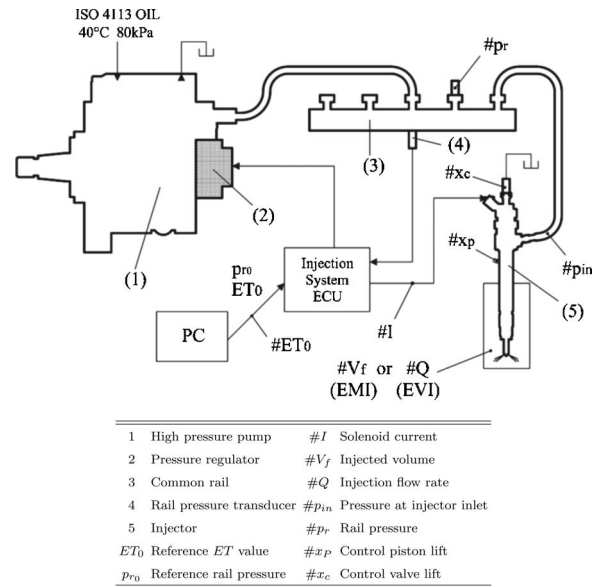 ISO 4113 OIL
40°C 80kPa
#pr
(3)
(4)
#xc
(2)
(1)
#xp
#pin
pr0
ET0
Injection
System
ECU
(5)
PC
#I
#ET0
#Vf or #Q
(EMI) (EVI)
1 High pressure pump #I Solenoid current
2 Pressure regulator #Vf Injected volume
3 Common rail #Q Injection flow rate
4 Rail pressure transducer #pin Pressure at injector inlet
5 Injector #pr Rail pressure
ET0 Reference ET value #xP Control piston lift
pr0 Reference rail pressure #xc Control valve lift